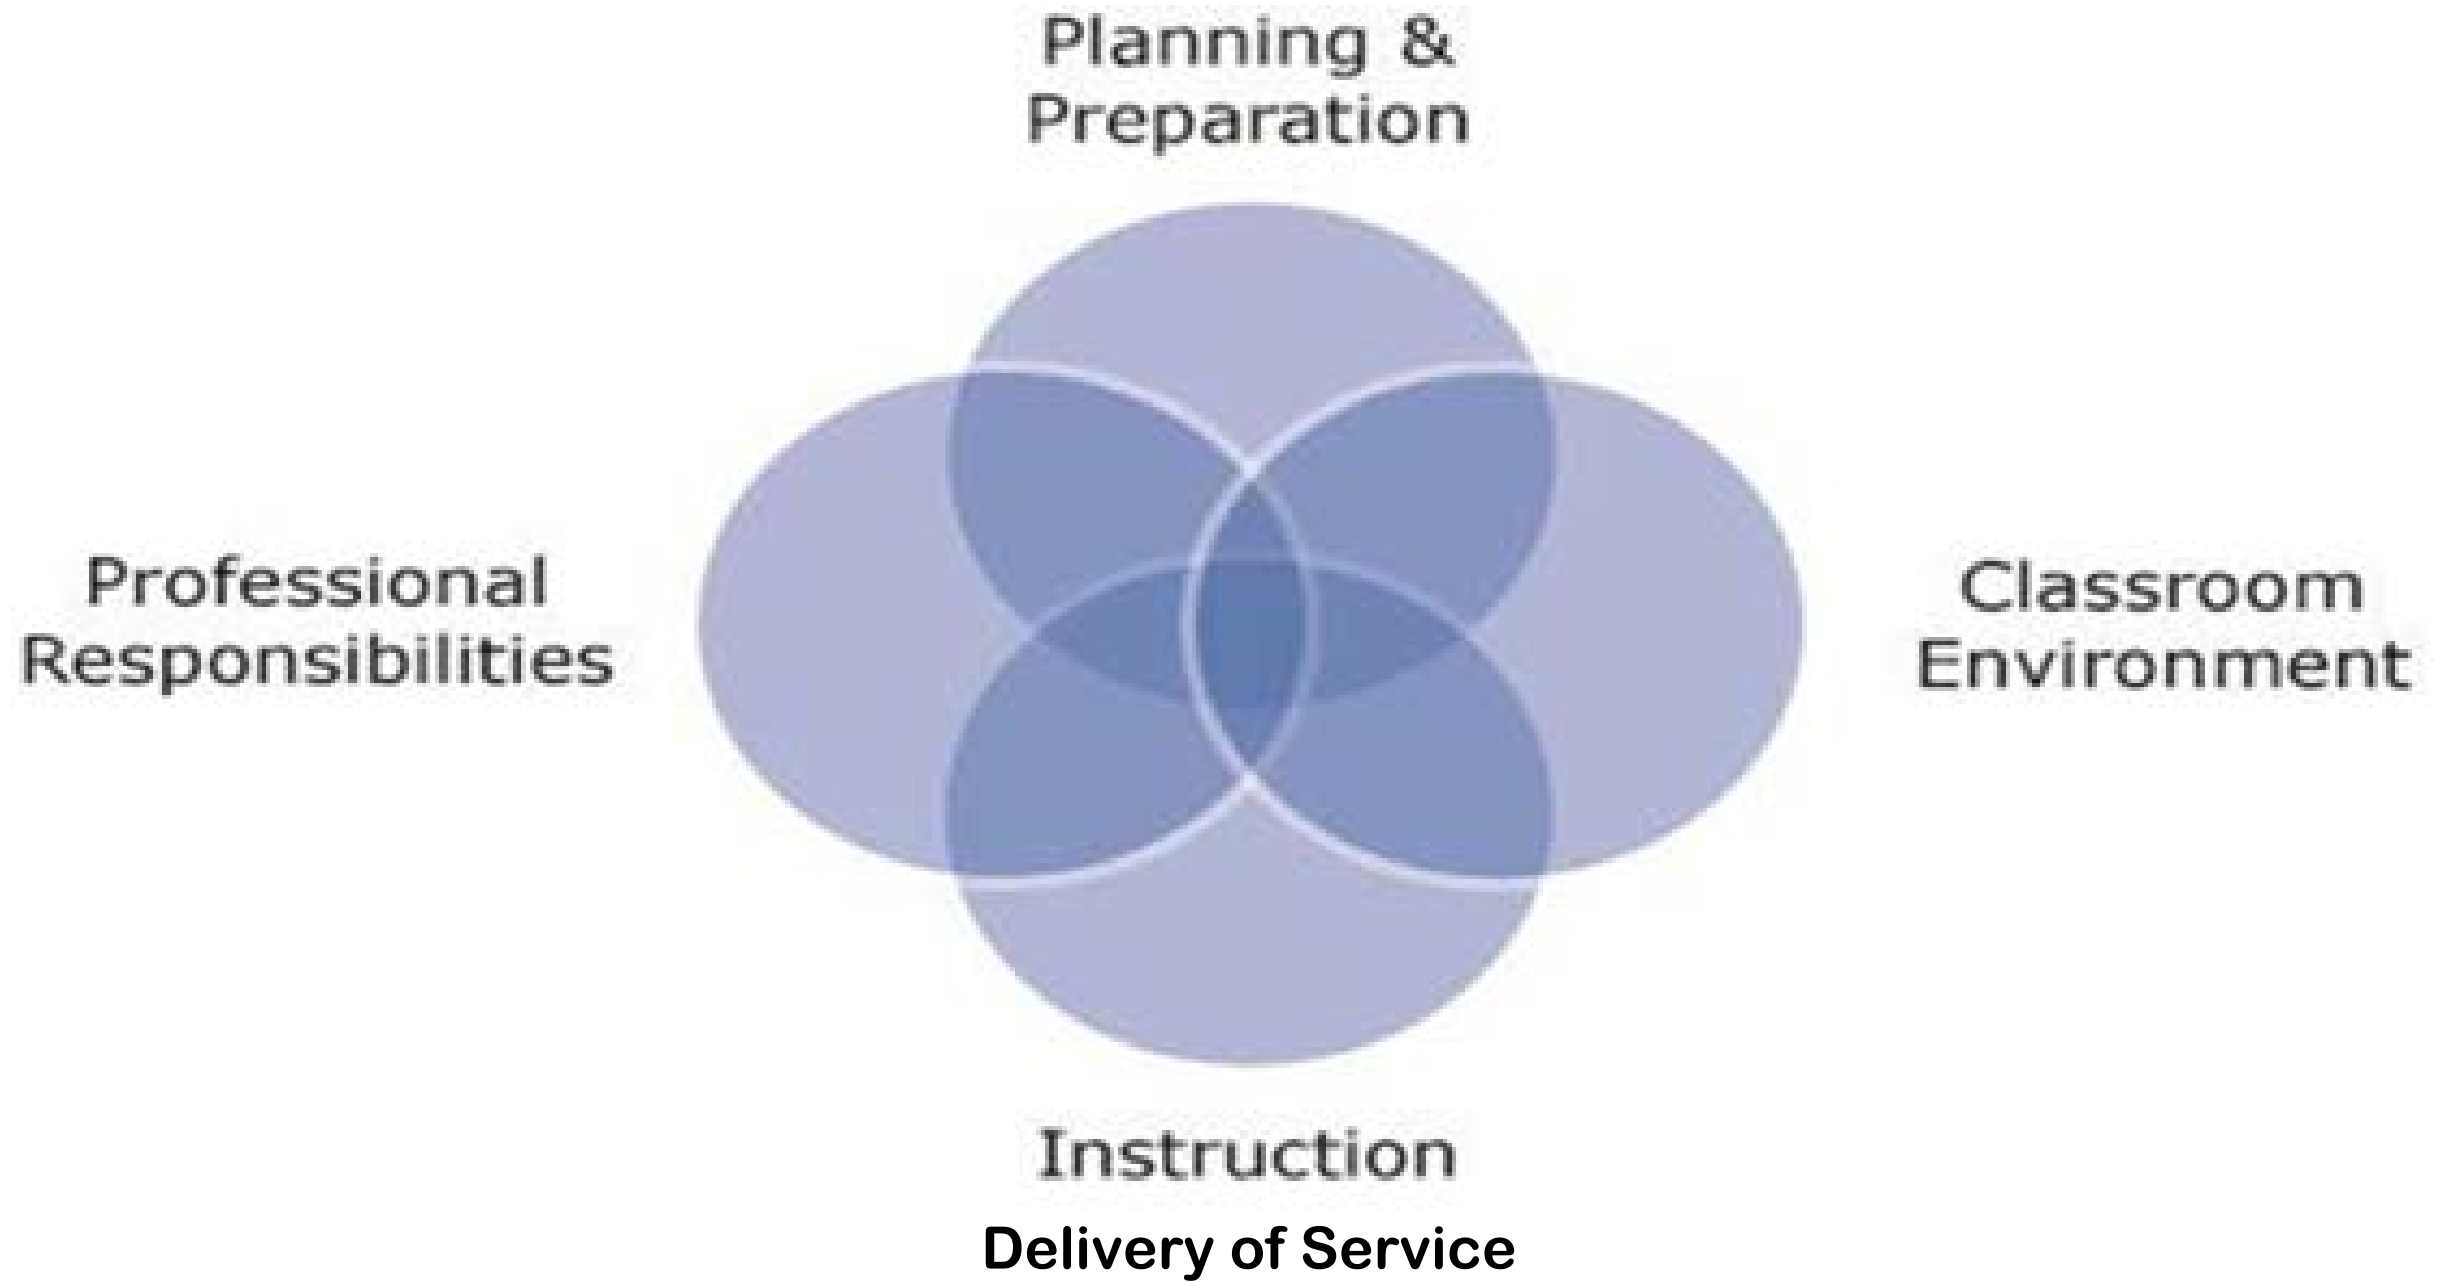 Planning &
Preparation
Professional
Responsibilities
Classroom
Environment
Instruction
Delivery of Service